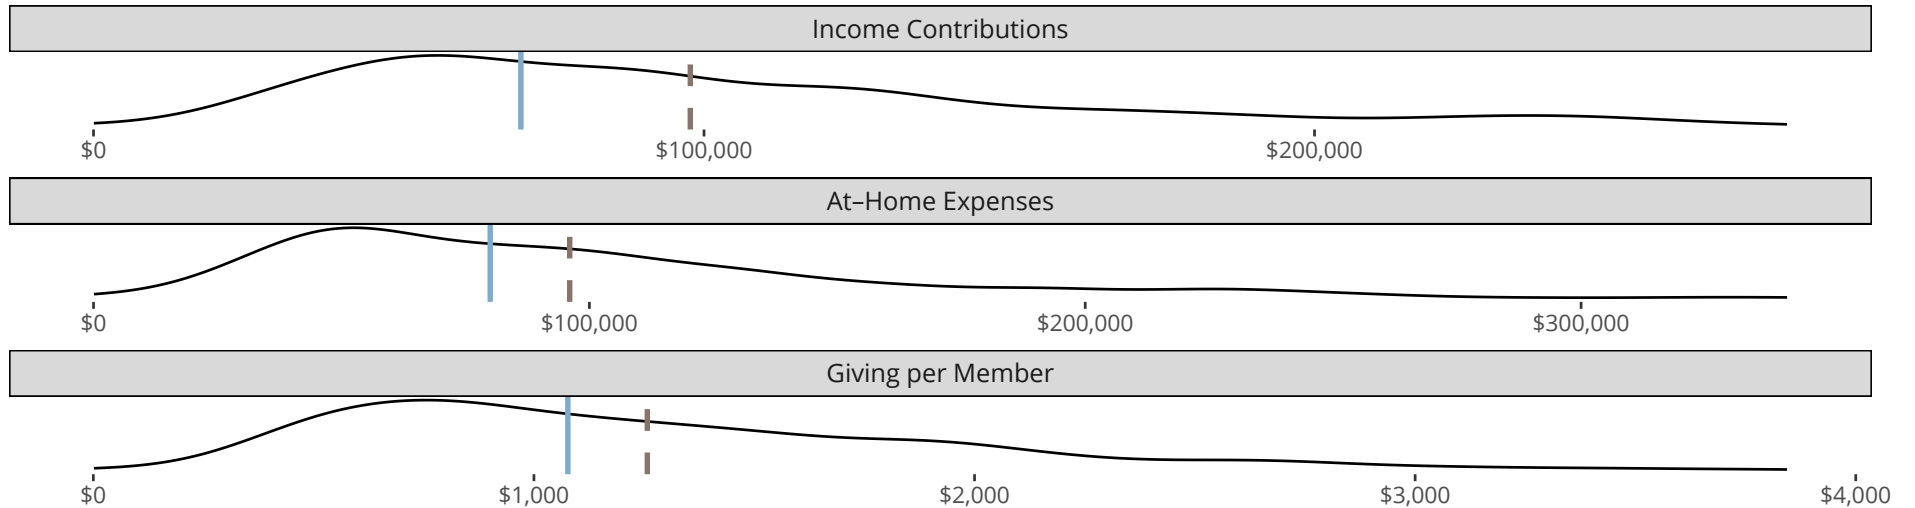 Income Contributions
$0 $100,000 $200,000
At–Home Expenses
$0 $100,000 $200,000 $300,000
Giving per Member
$0 $1,000 $2,000 $3,000 $4,000